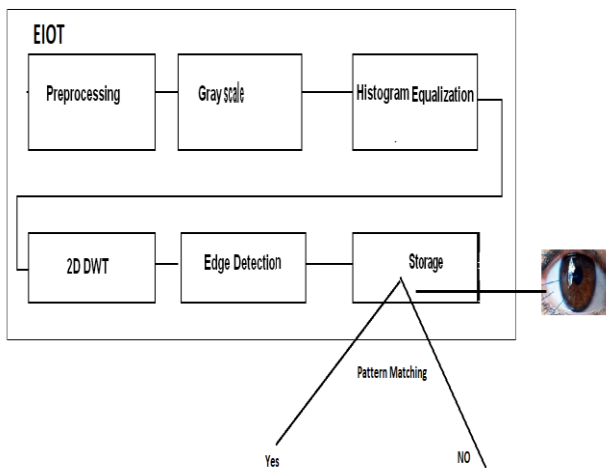 EIOT
Preprocessing
Gray scale
Histogram Equalization
2D DWT
Edge Detection
Storage
Pattern Matching
Yes
NO